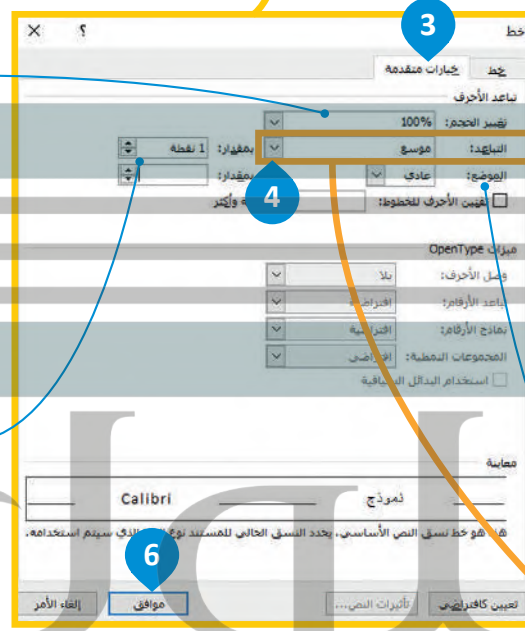 خط
؟ ×
3
خط خيارات متقدمة
تباعد الأحرف
تغيير الحجم: 100%
التباعد: موسع بمقدار: 1 نقطة
الموضع: عادي بمقدار:
4
تقنين الأحرف للخطوط: وأكثر
ميزات OpenType
وصل الأحرف: بلا
تباعد الأرقام: افتراضية
نماذج الأرقام: افتراضية
المجموعات النمطية: افتراضي
استخدام البدائل السياقية
معاينة
نموذج Calibri
هذا هو خط نسق النص الأساسي، يحدد النسق الحالي للمستند نوع الذي سيتم استخدامه.
6
تعيين كافتراضي تأثيرات النص... موافق إلغاء الأمر